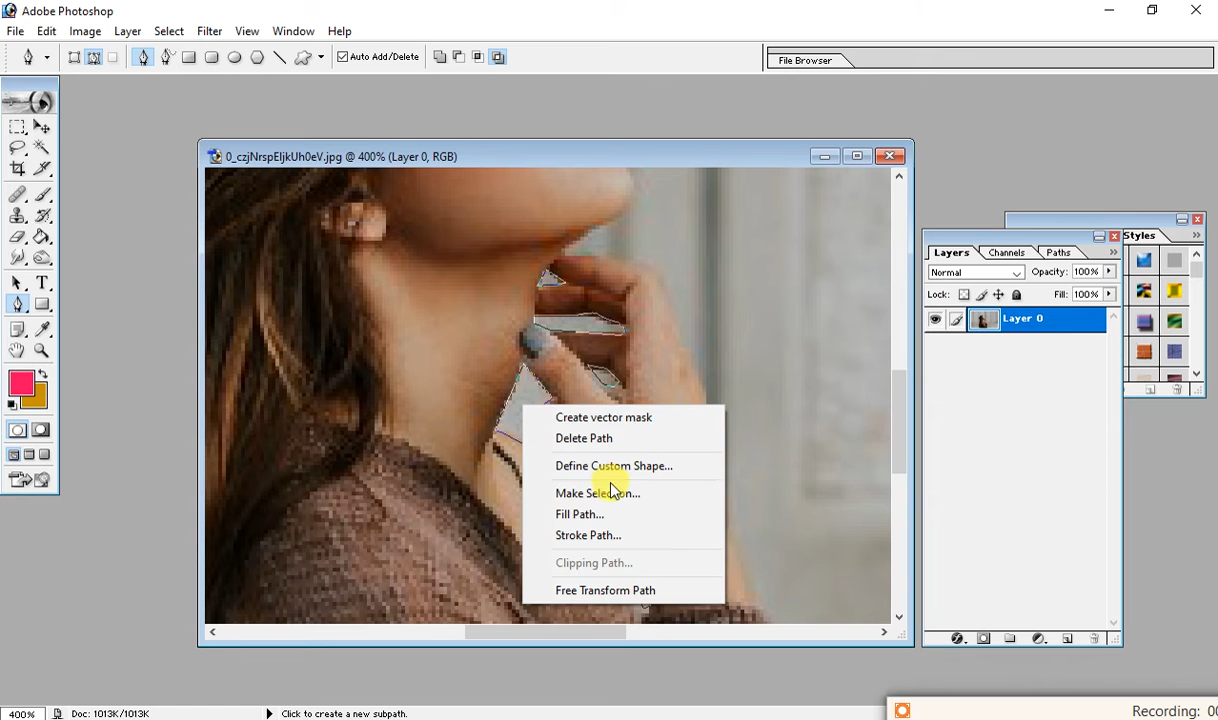 Adobe Photoshop
File Edit Image Layer Select Filter View Window Help
Auto Add/Delete
File Browser
0_czjNrspEljkUh0eV.jpg @ 400% (Layer 0, RGB)
Styles
Layers Channels Paths
Normal Opacity: 100%
Lock: Fill: 100%
Layer 0
Create vector mask
Delete Path
Define Custom Shape...
Make Selection...
Fill Path...
Stroke Path...
Clipping Path...
Free Transform Path
400% Doc: 1013K/1013K Click to create a new subpath.
Recording: 00